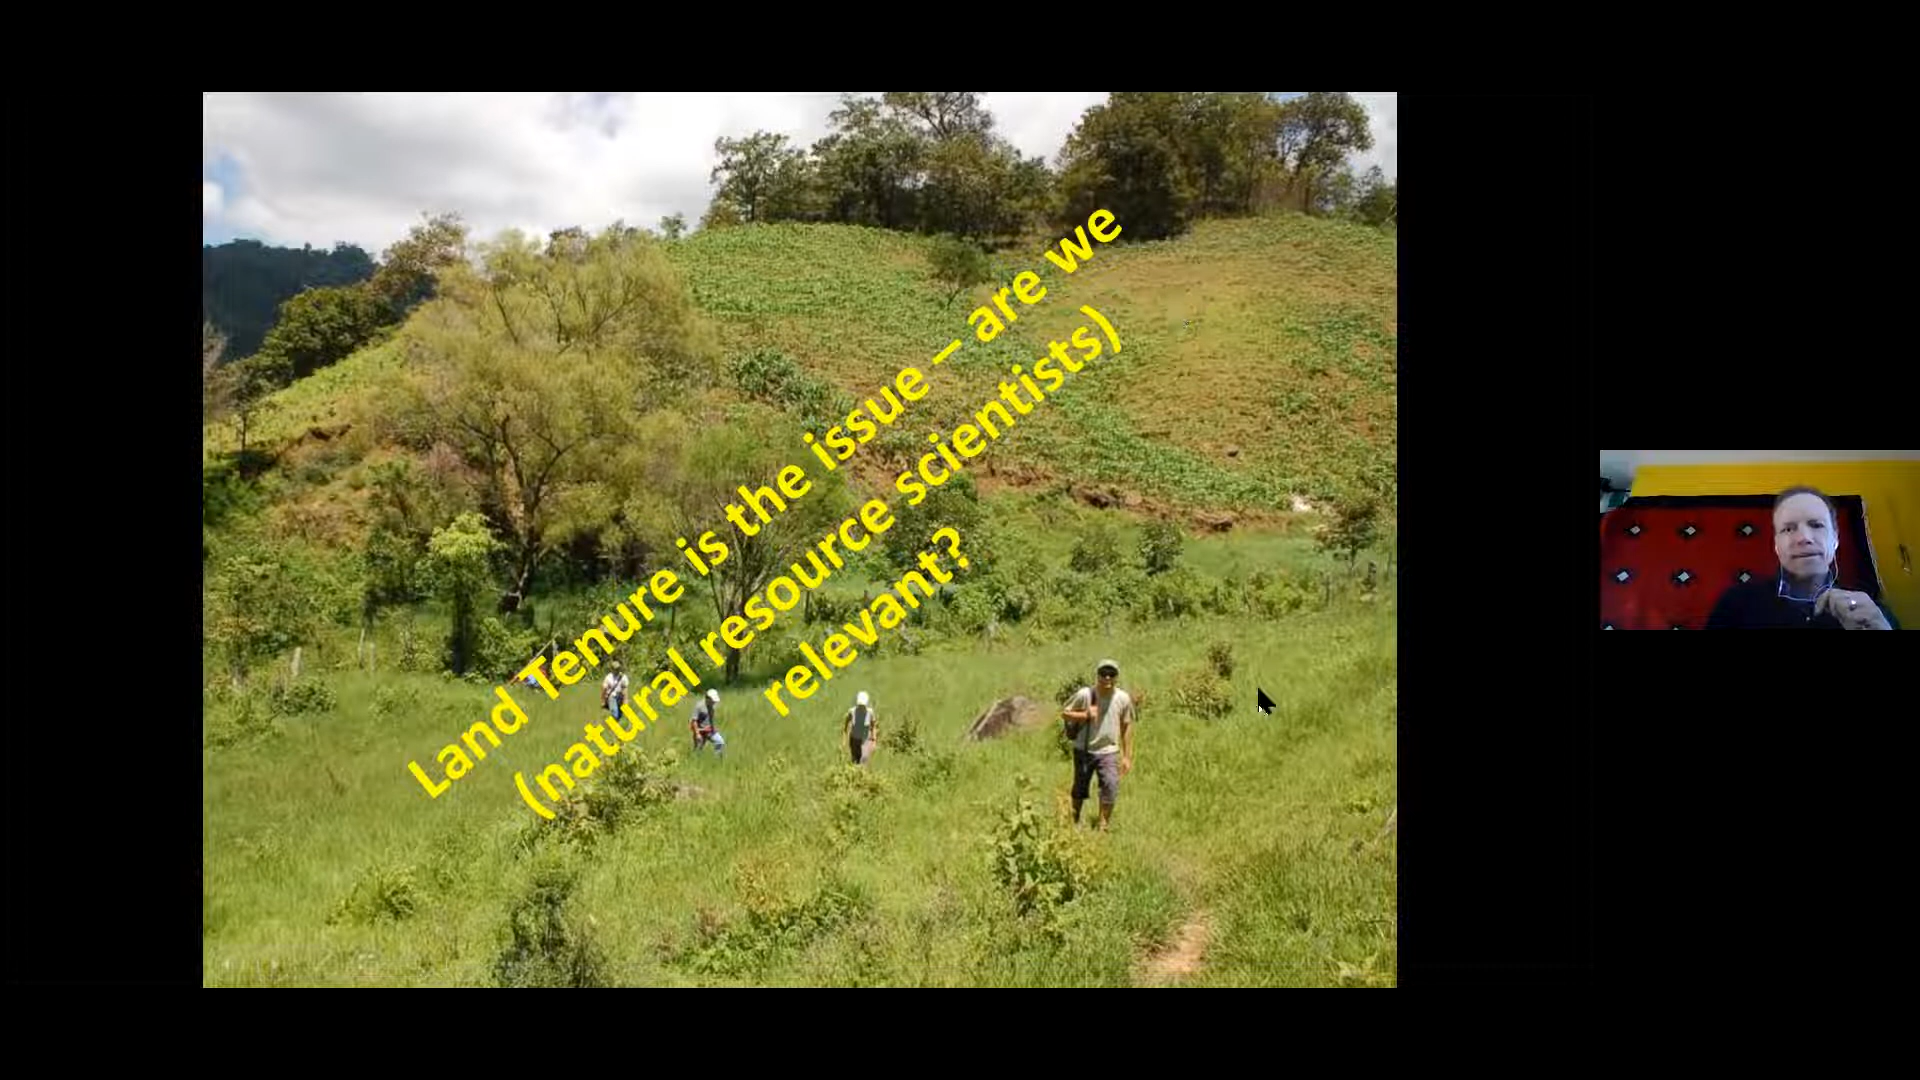 Land Tenure is the issue – are we
(natural resource scientists)
relevant?